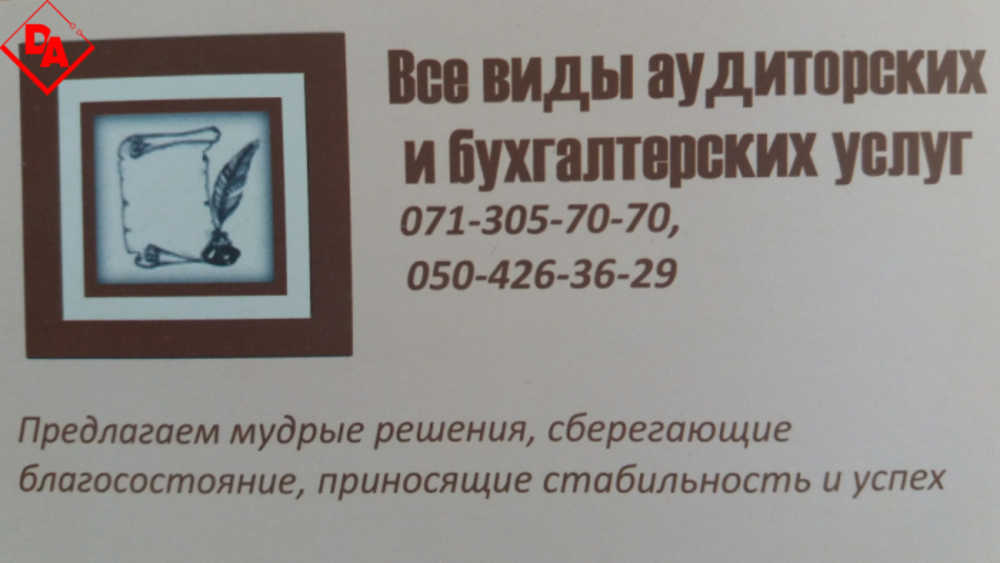 DA
Все виды аудиторских
и бухгалтерских услуг
071-305-70-70,
050-426-36-29
Предлагаем мудрые решения, сберегающие
благосостояние, приносящие стабильность и успех